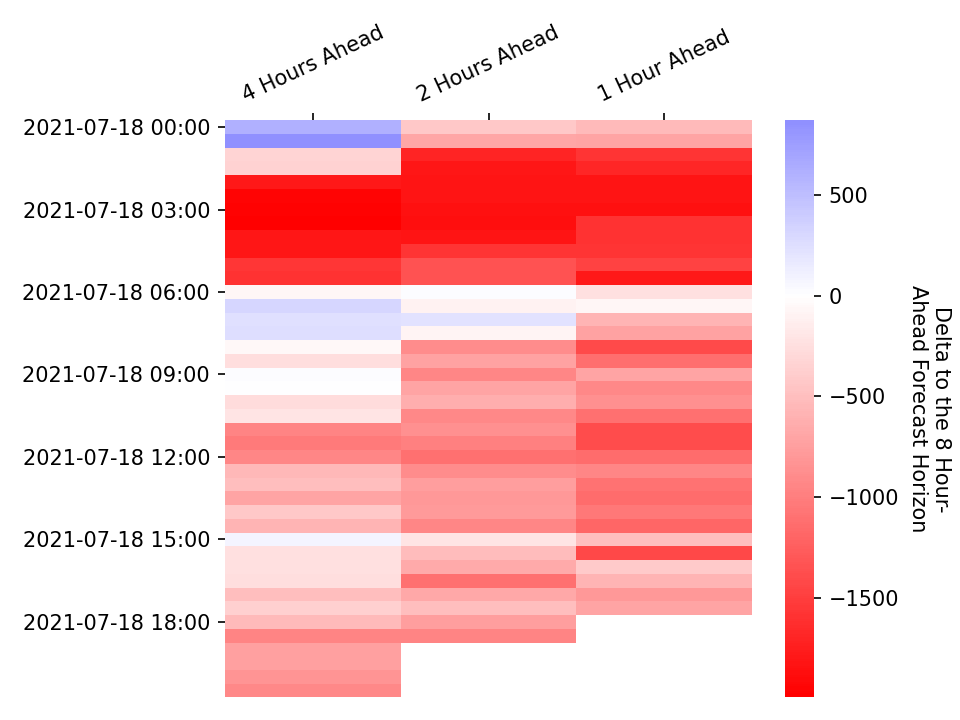 4 Hours Ahead
2 Hours Ahead
1 Hour Ahead
2021-07-18 00:00
2021-07-18 03:00
2021-07-18 06:00
2021-07-18 09:00
2021-07-18 12:00
2021-07-18 15:00
2021-07-18 18:00
500
0
−500
−1000
−1500
Delta to the 8 Hour-
Ahead Forecast Horizon